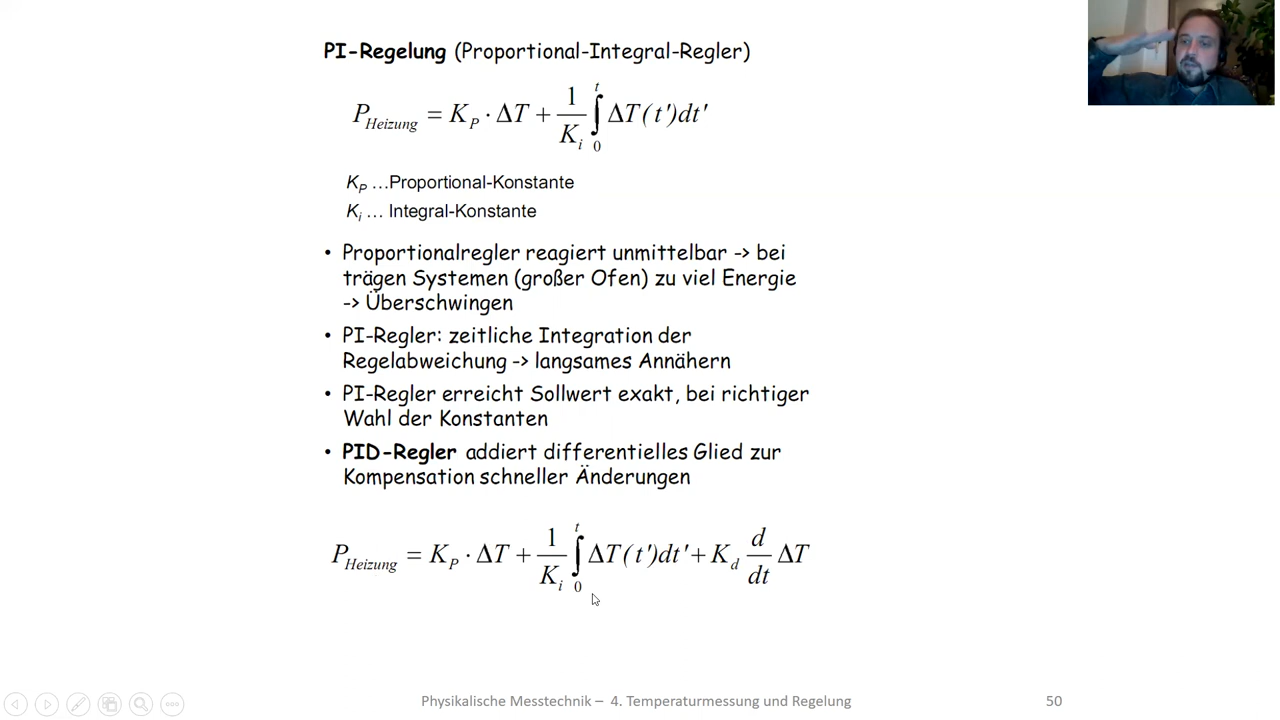 PI-Regelung (Proportional-Integral-Regler)
P_Heizung = K_P · ΔT + 1/K_i ∫_0^t ΔT(t')dt'
K_P …Proportional-Konstante
K_i … Integral-Konstante
• Proportionalregler reagiert unmittelbar -> bei
trägen Systemen (großer Ofen) zu viel Energie
-> Überschwingen
• PI-Regler: zeitliche Integration der
Regelabweichung -> langsames Annähern
• PI-Regler erreicht Sollwert exakt, bei richtiger
Wahl der Konstanten
• PID-Regler addiert differentielles Glied zur
Kompensation schneller Änderungen
P_Heizung = K_P · ΔT + 1/K_i ∫_0^t ΔT(t')dt' + K_d d/dt ΔT
Physikalische Messtechnik – 4. Temperaturmessung und Regelung
50